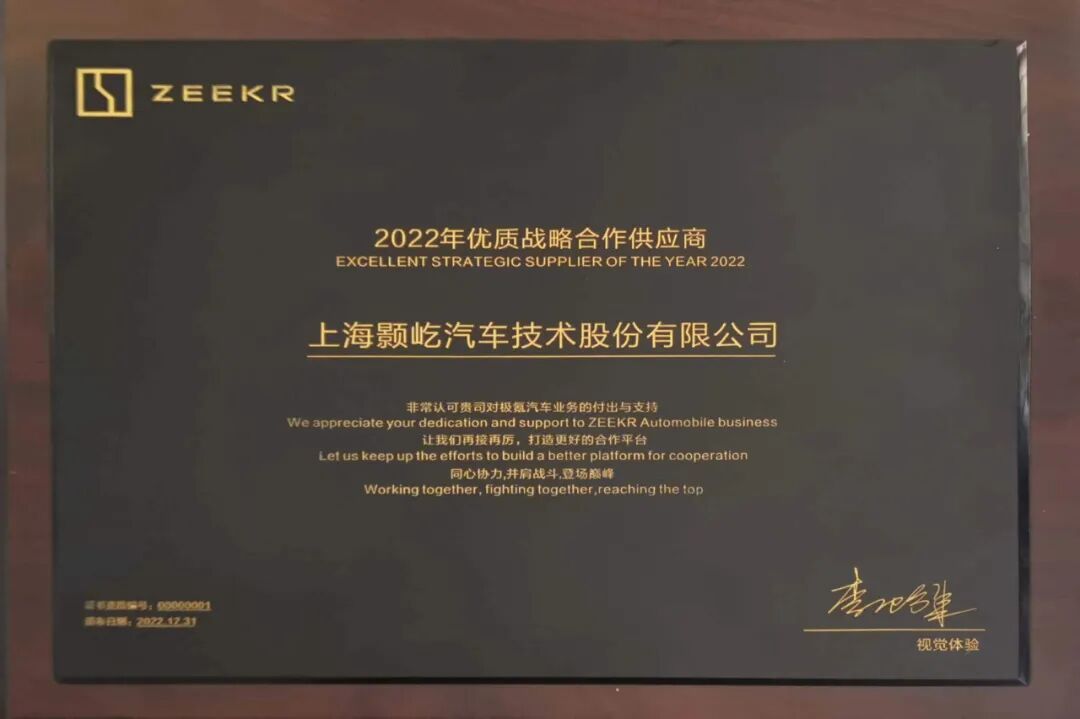 ZEEKR
2022年优质战略合作供应商
EXCELLENT STRATEGIC SUPPLIER OF THE YEAR 2022
上海颢屹汽车技术股份有限公司
非常认可贵司对极氪汽车业务的付出与支持
We appreciate your dedication and support to ZEEKR Automobile business
让我们再接再厉，打造更好的合作平台
Let us keep up the efforts to build a better platform for cooperation
同心协力,并肩战斗,登场巅峰
Working together, fighting together,reaching the top
编号：00000001
颁布日期：2022.12.31
视觉体验